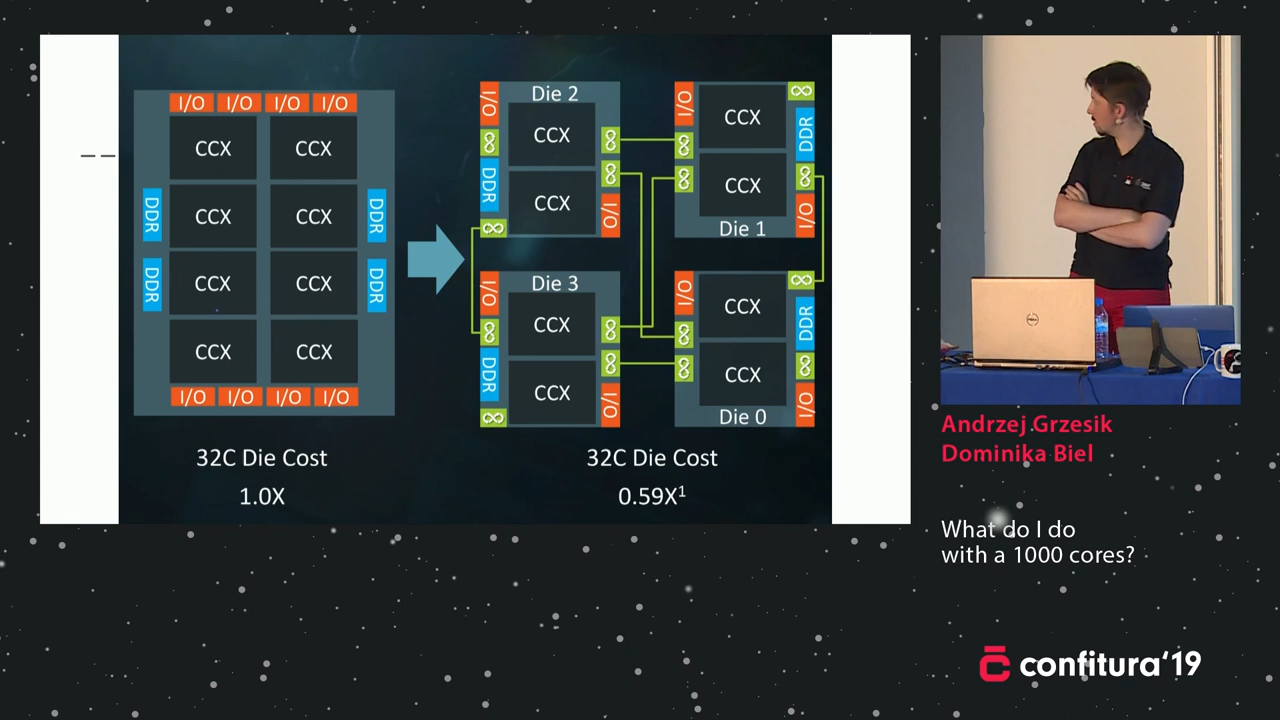 I/O I/O I/O I/O
CCX CCX
DDR CCX CCX DDR
DDR CCX CCX DDR
CCX CCX
I/O I/O I/O I/O
32C Die Cost
1.0X
Die 2
I/O CCX ∞
∞
DDR CCX ∞
∞ I/O
I/O CCX ∞
∞ DDR
∞ CCX ∞
Die 1 I/O
Die 3
I/O CCX ∞
∞
DDR CCX ∞
∞ I/O
I/O CCX ∞
∞ DDR
∞ CCX ∞
Die 0 I/O
32C Die Cost
0.59X¹
Andrzej Grzesik
Dominika Biel
What do I do
with a 1000 cores?
DELL
c confitura'19